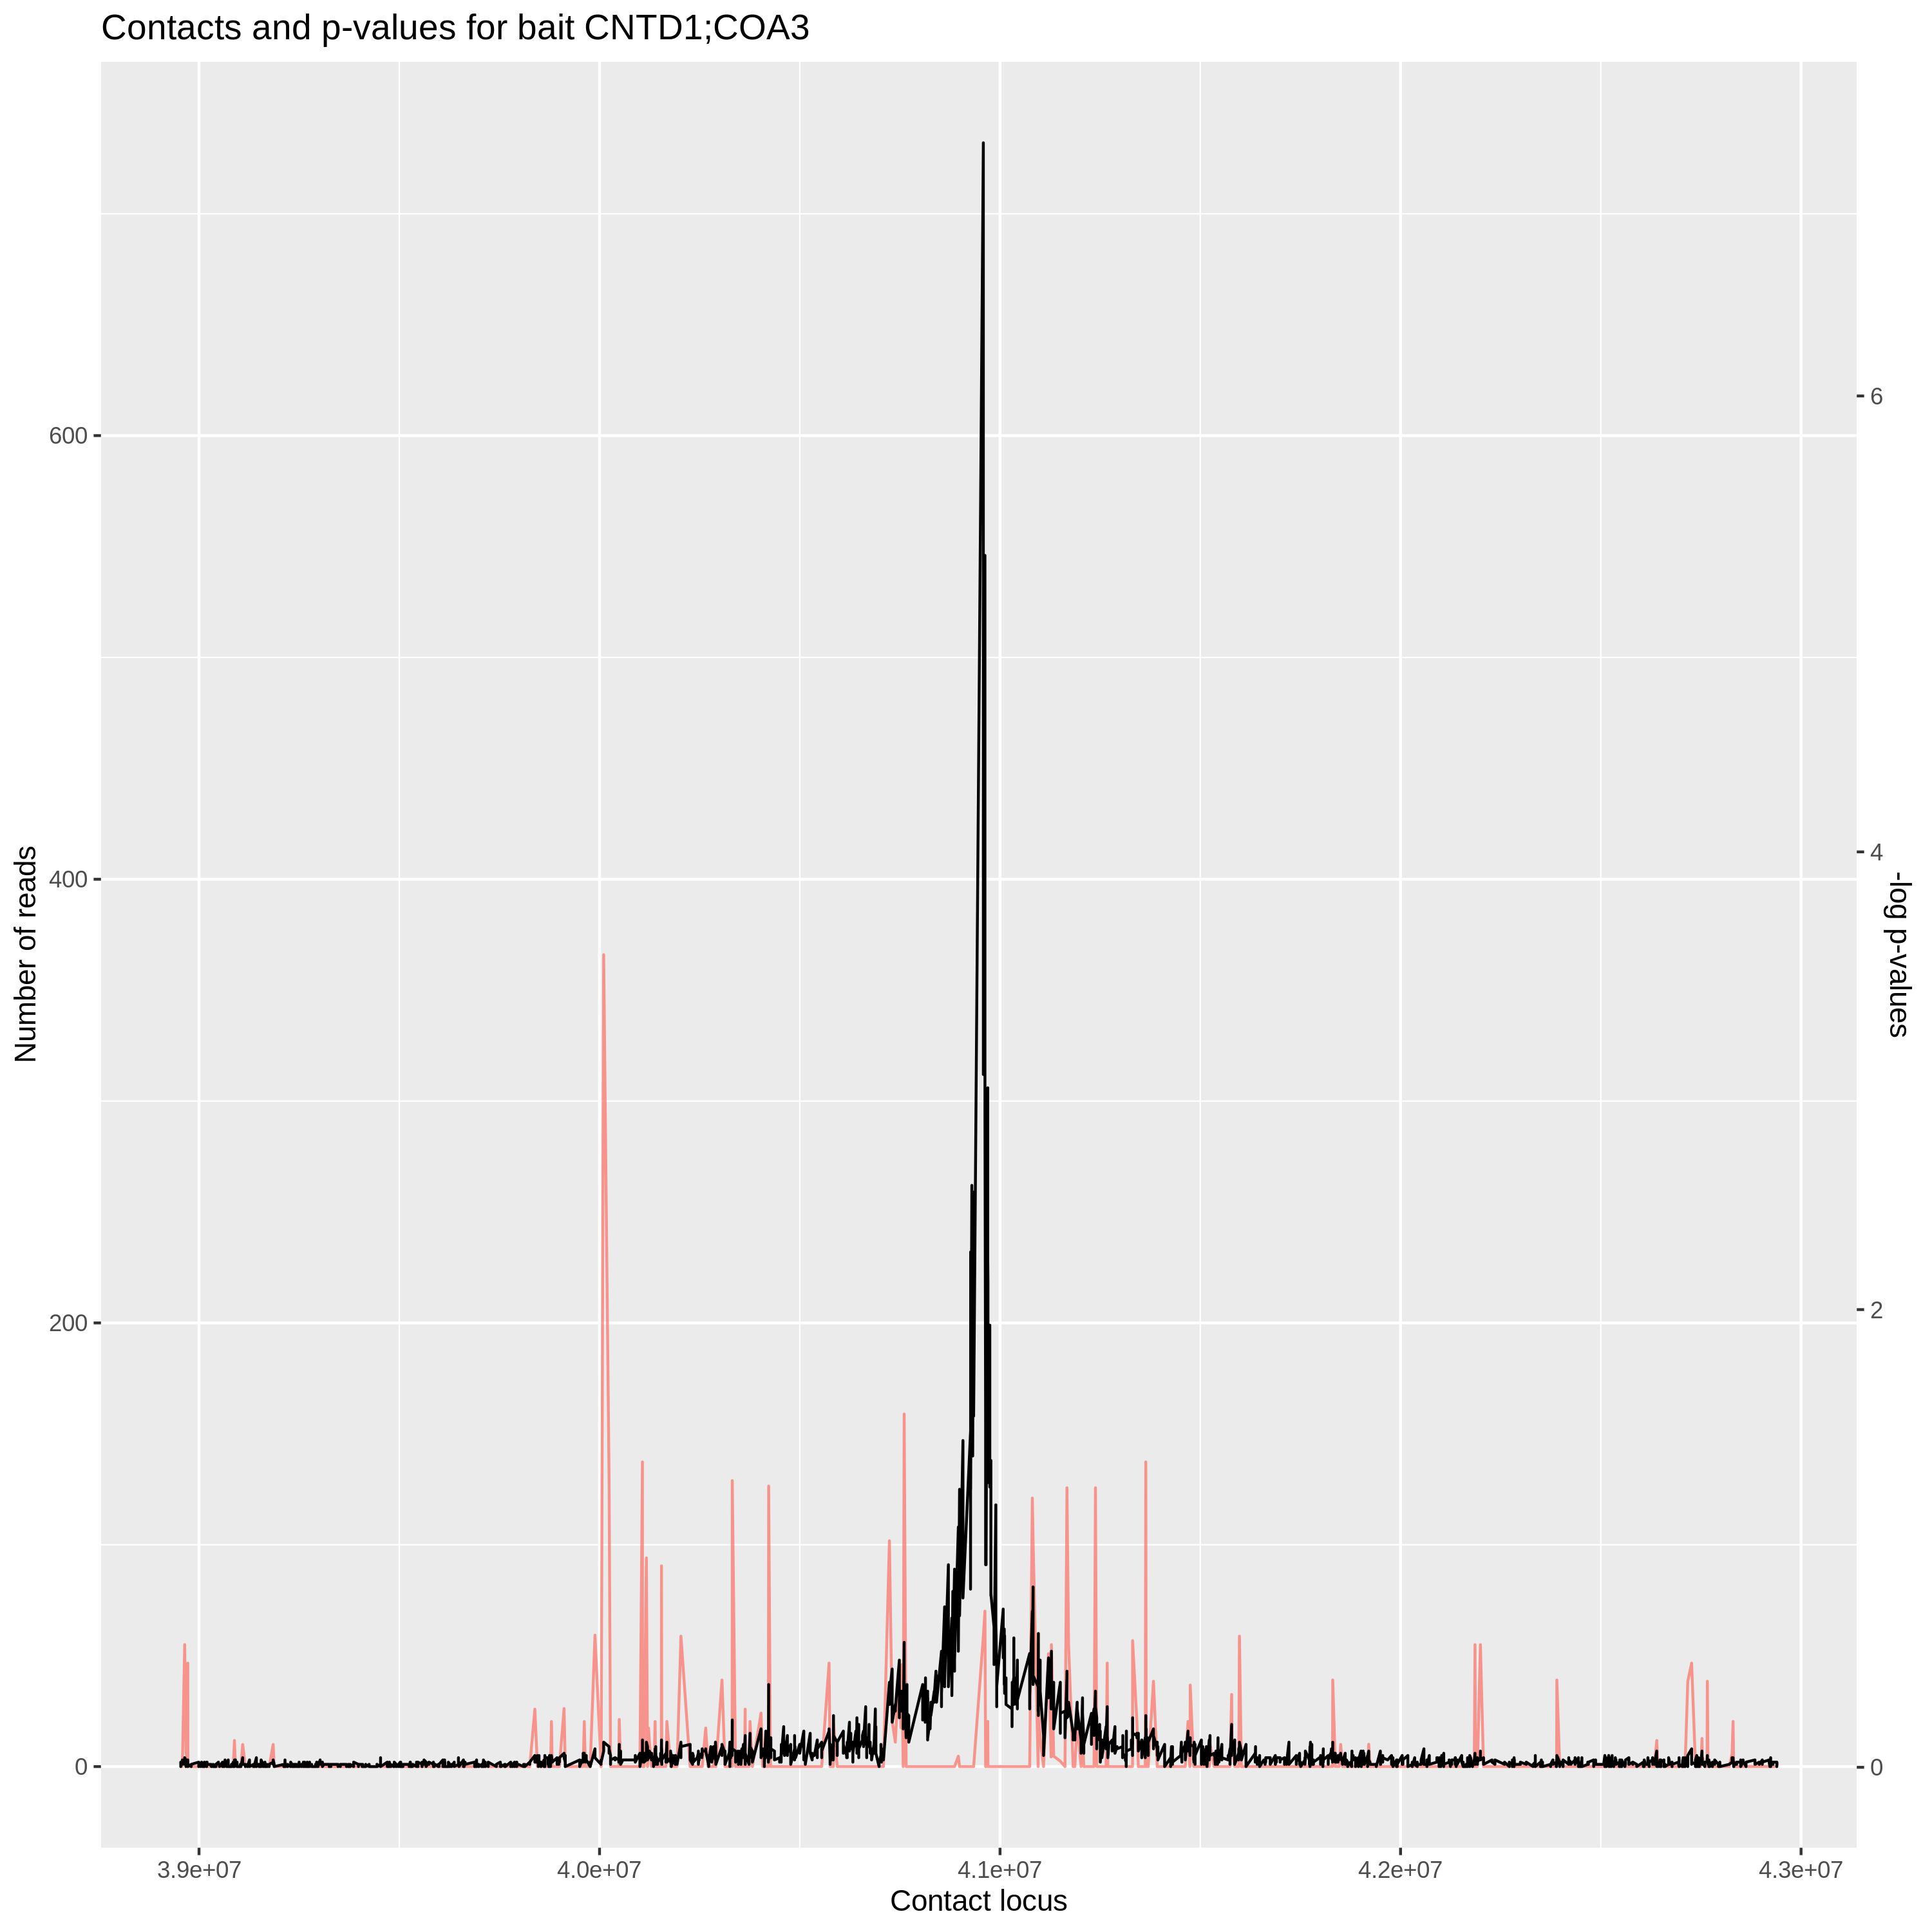 Contacts and p-values for bait CNTD1;COA3
Number of reads
600
400
200
0
6
4
2
0
-log p-values
3.9e+07
4.0e+07
4.1e+07
4.2e+07
4.3e+07
Contact locus